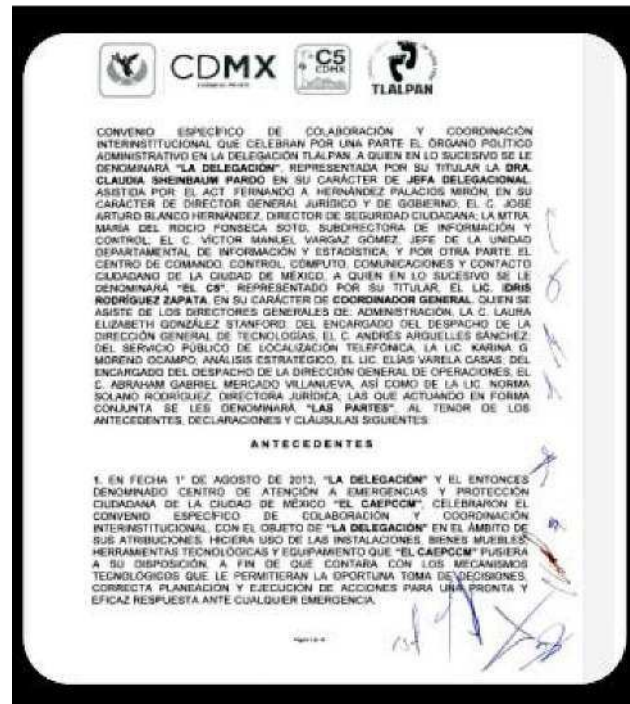 CDMX
C5
CDMX
TLALPAN
CONVENIO ESPECÍFICO DE COLABORACIÓN Y COORDINACIÓN
INTERINSTITUCIONAL QUE CELEBRAN POR UNA PARTE EL ÓRGANO POLÍTICO
ADMINISTRATIVO EN LA DELEGACIÓN TLALPAN, A QUIEN EN LO SUCESIVO SE LE
DENOMINARÁ "LA DELEGACIÓN", REPRESENTADA POR SU TITULAR LA DRA.
CLAUDIA SHEINBAUM PARDO EN SU CARÁCTER DE JEFA DELEGACIONAL,
ASISTIDA POR: EL ACT FERNANDO A HERNÁNDEZ PALACIOS MIRÓN, EN SU
CARÁCTER DE DIRECTOR GENERAL JURÍDICO Y DE GOBIERNO; EL C. JOSÉ
ARTURO BLANCO HERNÁNDEZ, DIRECTOR DE SEGURIDAD CIUDADANA; LA MTRA.
MARÍA DEL ROCIO FONSECA SOTO, SUBDIRECTORA DE INFORMACIÓN Y
CONTROL; EL C. VÍCTOR MANUEL VARGAZ GÓMEZ, JEFE DE LA UNIDAD
DEPARTAMENTAL DE INFORMACIÓN Y ESTADÍSTICA; Y POR OTRA PARTE EL
CENTRO DE COMANDO, CONTROL, CÓMPUTO, COMUNICACIONES Y CONTACTO
CIUDADANO DE LA CIUDAD DE MÉXICO, A QUIEN EN LO SUCESIVO SE LE
DENOMINARÁ "EL C5", REPRESENTADO POR SU TITULAR, EL LIC. IDRIS
RODRÍGUEZ ZAPATA, EN SU CARÁCTER DE COORDINADOR GENERAL, QUIEN SE
ASISTE DE LOS DIRECTORES GENERALES DE: ADMINISTRACIÓN, LA C. LAURA
ELIZABETH GONZÁLEZ STANFORD; DEL ENCARGADO DEL DESPACHO DE LA
DIRECCIÓN GENERAL DE TECNOLOGÍAS, EL C. ANDRÉS ARGUELLES SÁNCHEZ;
DEL SERVICIO PÚBLICO DE LOCALIZACIÓN TELEFÓNICA, LA LIC. KARINA G.
MORENO OCAMPO; ANÁLISIS ESTRATÉGICO, EL LIC. ELÍAS VARELA CASAS; DEL
ENCARGADO DEL DESPACHO DE LA DIRECCIÓN GENERAL DE OPERACIONES, EL
C. ABRAHAM GABRIEL MERCADO VILLANUEVA, ASÍ COMO DE LA LIC. NORMA
SOLANO RODRÍGUEZ, DIRECTORA JURÍDICA; LAS QUE ACTUANDO EN FORMA
CONJUNTA SE LES DENOMINARÁ "LAS PARTES", AL TENOR DE LOS
ANTECEDENTES, DECLARACIONES Y CLÁUSULAS SIGUIENTES:
ANTECEDENTES
1. EN FECHA 1° DE AGOSTO DE 2013, "LA DELEGACIÓN" Y EL ENTONCES
DENOMINADO CENTRO DE ATENCIÓN A EMERGENCIAS Y PROTECCIÓN
CIUDADANA DE LA CIUDAD DE MÉXICO "EL CAEPCCM", CELEBRARON EL
CONVENIO ESPECÍFICO DE COLABORACIÓN Y COORDINACIÓN
INTERINSTITUCIONAL, CON EL OBJETO DE "LA DELEGACIÓN" EN EL ÁMBITO DE
SUS ATRIBUCIONES, HICIERA USO DE LAS INSTALACIONES, BIENES MUEBLES,
HERRAMIENTAS TECNOLÓGICAS Y EQUIPAMIENTO QUE "EL CAEPCCM" PUSIERA
A SU DISPOSICIÓN, A FIN DE QUE CONTARA CON LOS MECANISMOS
TECNOLÓGICOS QUE LE PERMITIERAN LA OPORTUNA TOMA DE DECISIONES,
CORRECTA PLANEACIÓN Y EJECUCIÓN DE ACCIONES PARA UNA PRONTA Y
EFICAZ RESPUESTA ANTE CUALQUIER EMERGENCIA.